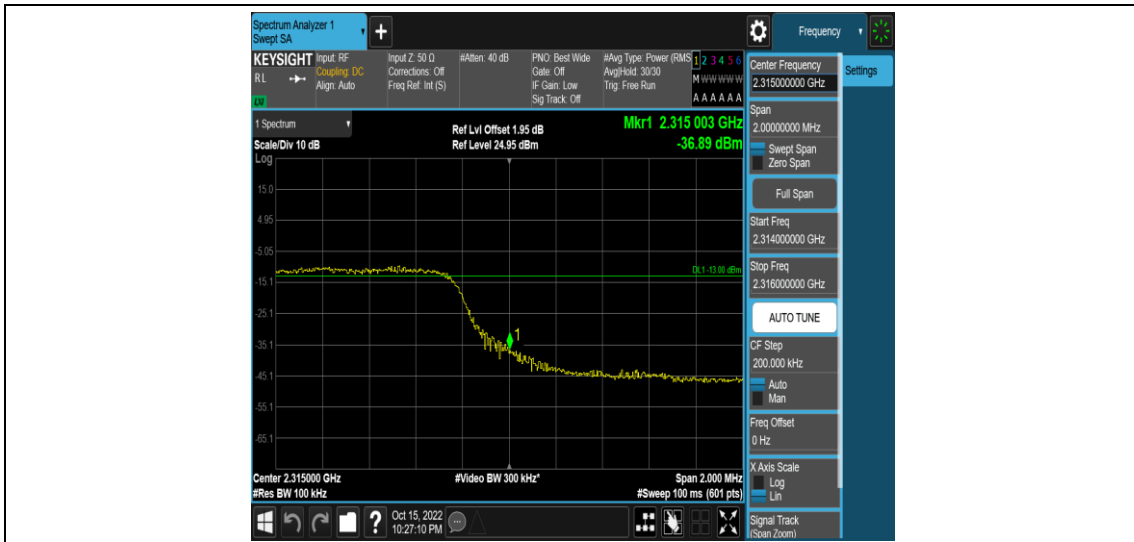 Spectrum Analyzer 1
Swept SA
+
Frequency
KEYSIGHT
RL
LXI
Input: RF
Coupling: DC
Align: Auto
Input Z: 50 Ω
Corrections: Off
Freq Ref: Int (S)
#Atten: 40 dB
PNO: Best Wide
Gate: Off
IF Gain: Low
Sig Track: Off
#Avg Type: Power (RMS
Avg|Hold: 30/30
Trig: Free Run
1 2 3 4 5 6
M W W W W W
A A A A A A
1 Spectrum
Scale/Div 10 dB
Log
Ref Lvl Offset 1.95 dB
Ref Level 24.95 dBm
Mkr1 2.315 003 GHz
-36.89 dBm
15.0
4.95
-5.05
-15.1
-25.1
-35.1
-45.1
-55.1
-65.1
DL1 -13.00 dBm
1
Center 2.315000 GHz
#Res BW 100 kHz
#Video BW 300 kHz*
Span 2.000 MHz
#Sweep 100 ms (601 pts)
?
Oct 15, 2022
10:27:10 PM
Center Frequency
2.315000000 GHz
Settings
Span
2.00000000 MHz
Swept Span
Zero Span
Full Span
Start Freq
2.314000000 GHz
Stop Freq
2.316000000 GHz
AUTO TUNE
CF Step
200.000 kHz
Auto
Man
Freq Offset
0 Hz
X Axis Scale
Log
Lin
Signal Track
(Span Zoom)